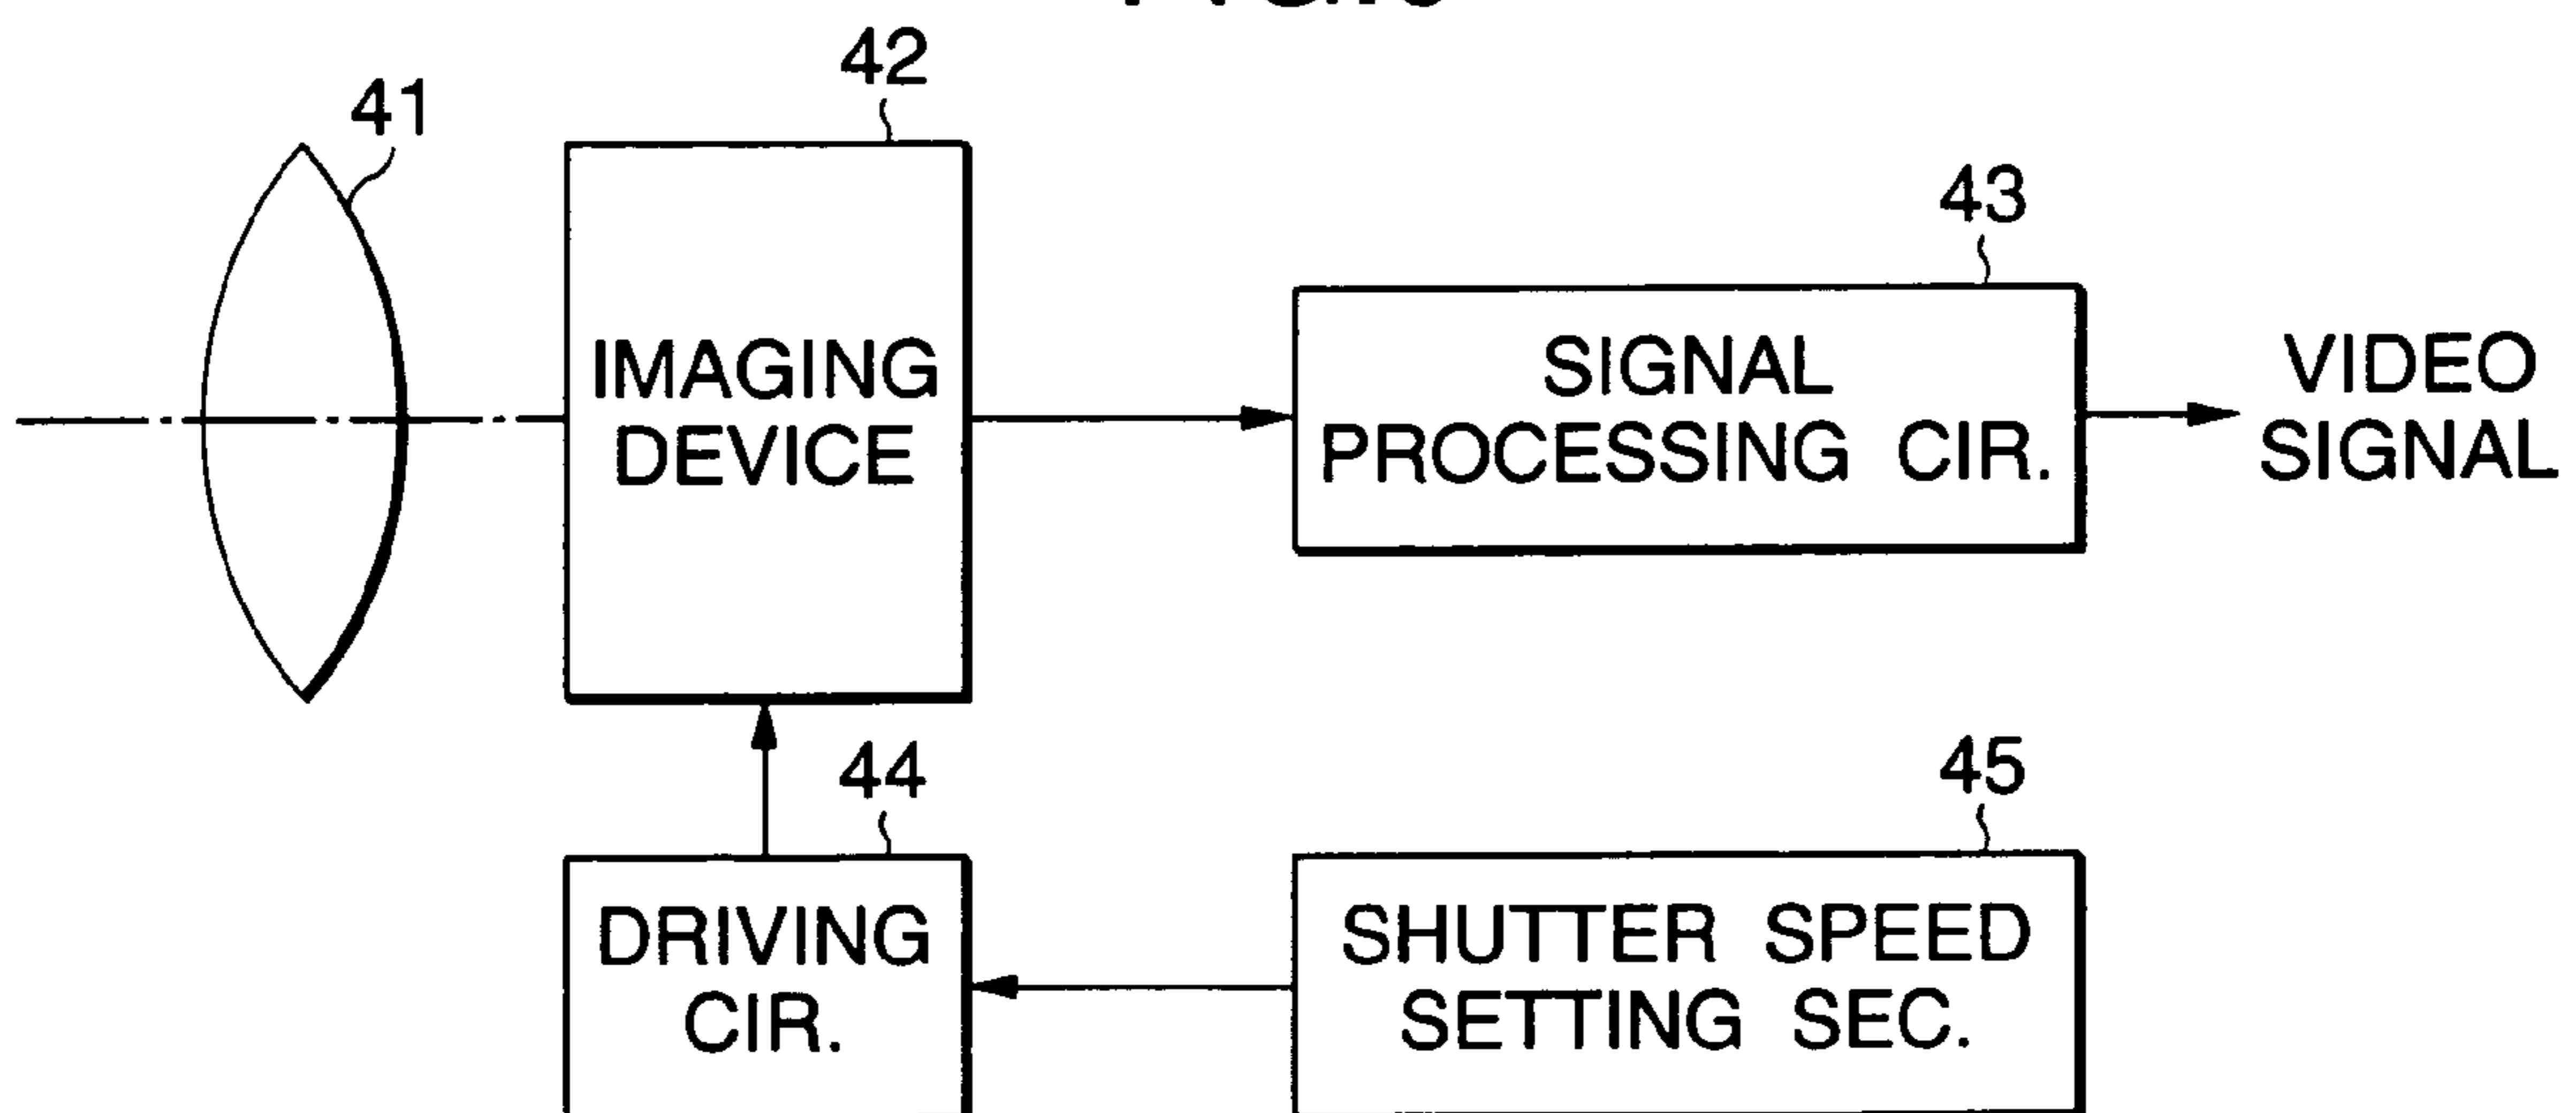 42
41
43
IMAGING
DEVICE
SIGNAL
PROCESSING CIR.
VIDEO
SIGNAL
44
45
DRIVING
CIR.
SHUTTER SPEED
SETTING SEC.